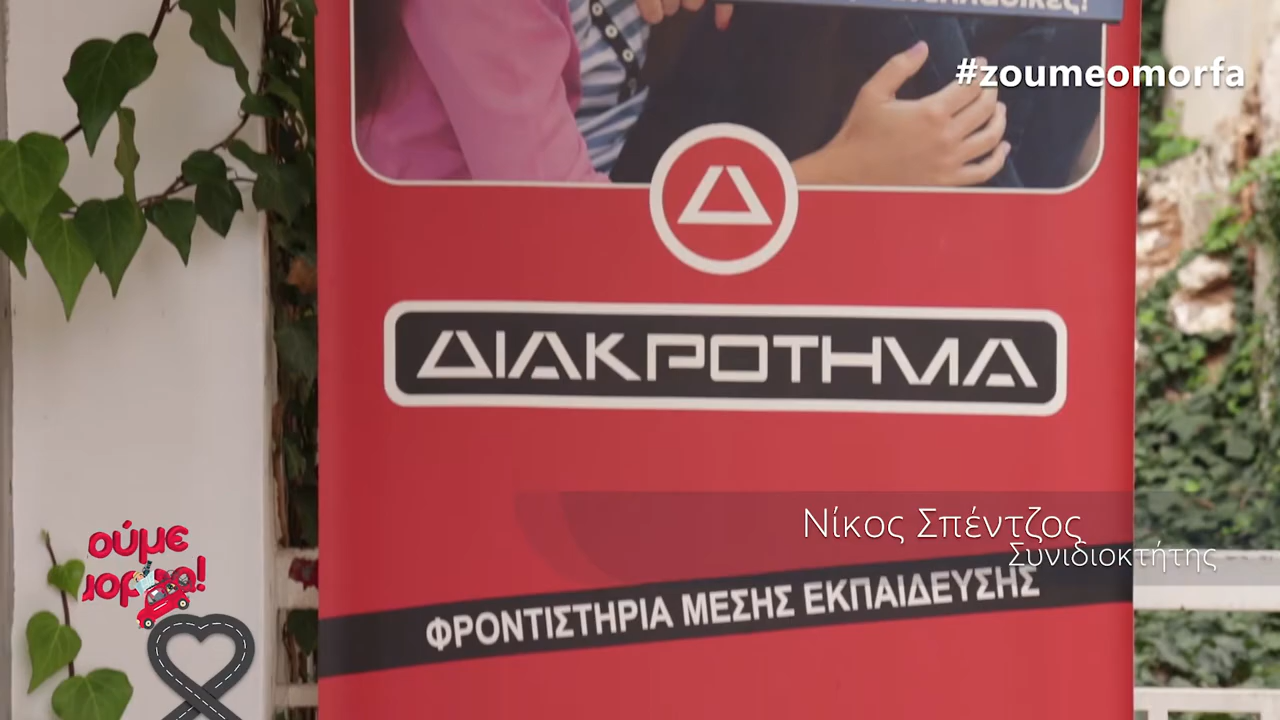 #zoumeomorfa
Δ
ΔΙΑΚΡΟΤΗΜΑ
Νίκος Σπέντζος
Συνιδιοκτήτης
ούμε
ΦΡΟΝΤΙΣΤΗΡΙΑ ΜΕΣΗΣ ΕΚΠΑΙΔΕΥΣΗΣ